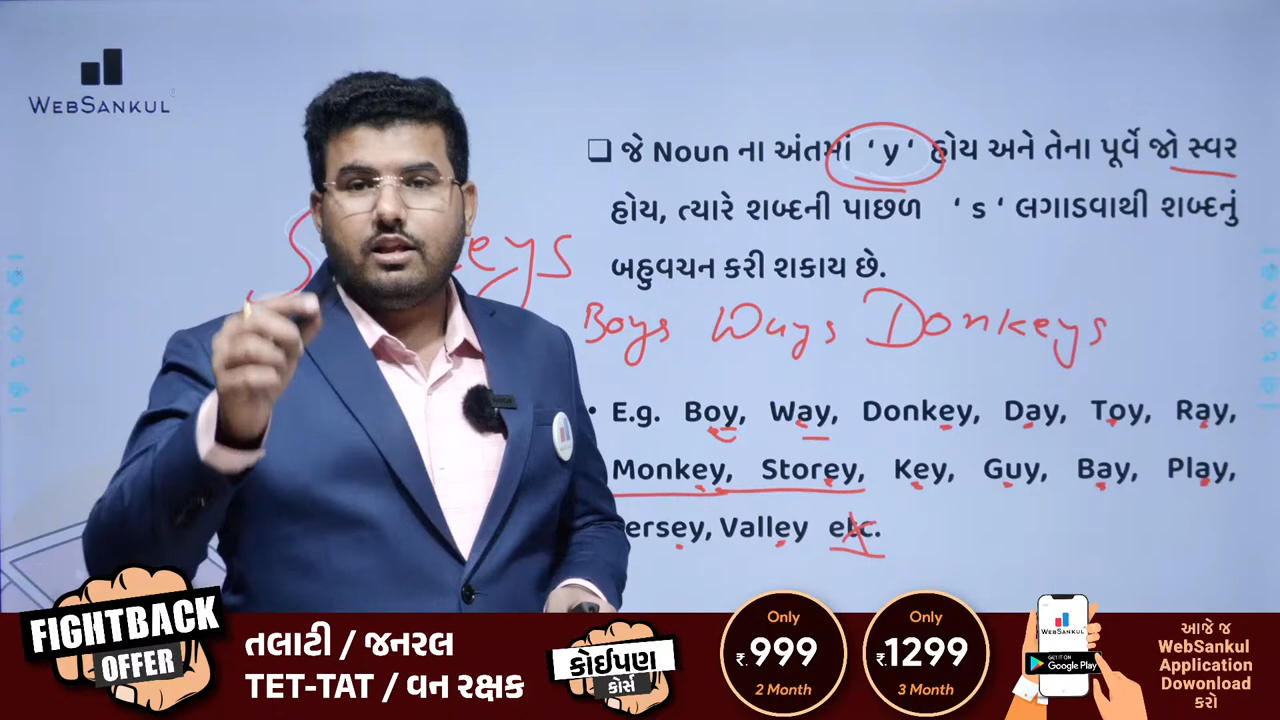 WEBSANKUL
❑ જે Noun ના અંતમાં ‘ y ‘ હોય અને તેના પૂર્વે જો સ્વર
હોય, ત્યારે શબ્દની પાછળ ‘ s ‘ લગાડવાથી શબ્દનું
બહુવચન કરી શકાય છે.
Boys Ways Donkeys
• E.g. Boy, Way, Donkey, Day, Toy, Ray,
Monkey, Storey, Key, Guy, Bay, Play,
ersey, Valley etc.
FIGHTBACK
OFFER
તલાટી / જનરલ
TET-TAT / વન રક્ષક
કોઈપણ
કોર્સ
Only
₹.999
2 Month
Only
₹.1299
3 Month
WEBSANKUL
GET IT ON
Google Play
આજે જ
WebSankul
Application
Dowonload
કરો